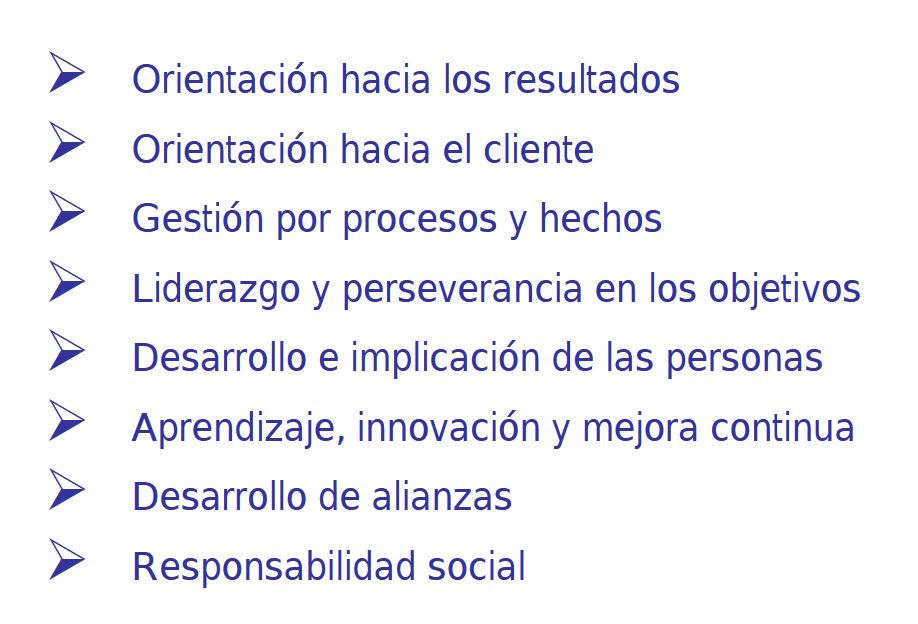 Orientación hacia los resultados
Orientación hacia el cliente
Gestión por procesos y hechos
Liderazgo y perseverancia en los objetivos
Desarrollo e implicación de las personas
Aprendizaje, innovación y mejora continua
Desarrollo de alianzas
Responsabilidad social